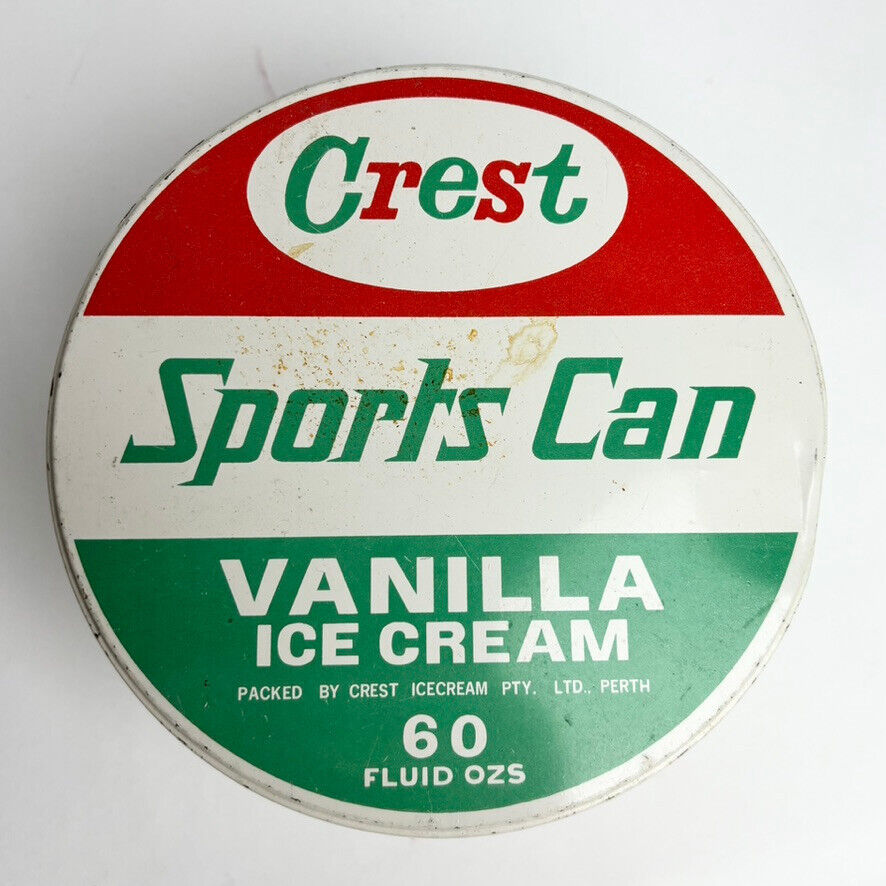 Crest
Sports Can
VANILLA
ICE CREAM
PACKED BY CREST ICECREAM PTY. LTD., PERTH
60
FLUID OZS